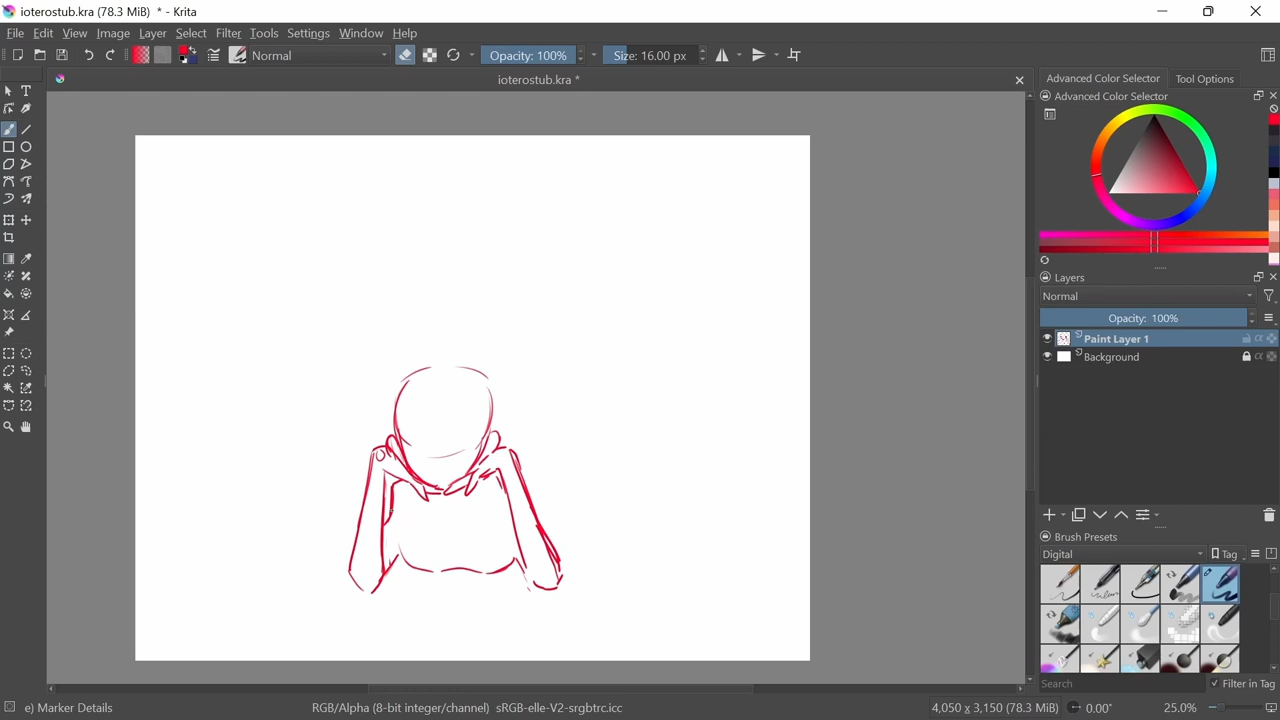 ioterostub.kra (78.3 MiB) * - Krita
File Edit View Image Layer Select Filter Tools Settings Window Help
Normal Opacity: 100% Size: 16.00 px
ioterostub.kra *
Advanced Color Selector Tool Options
Advanced Color Selector
Layers
Normal
Opacity: 100%
Paint Layer 1
Background
Brush Presets
Digital Tag
Search Filter in Tag
e) Marker Details RGB/Alpha (8-bit integer/channel) sRGB-elle-V2-srgbtrc.icc 4,050 x 3,150 (78.3 MiB) 0.00° 25.0%